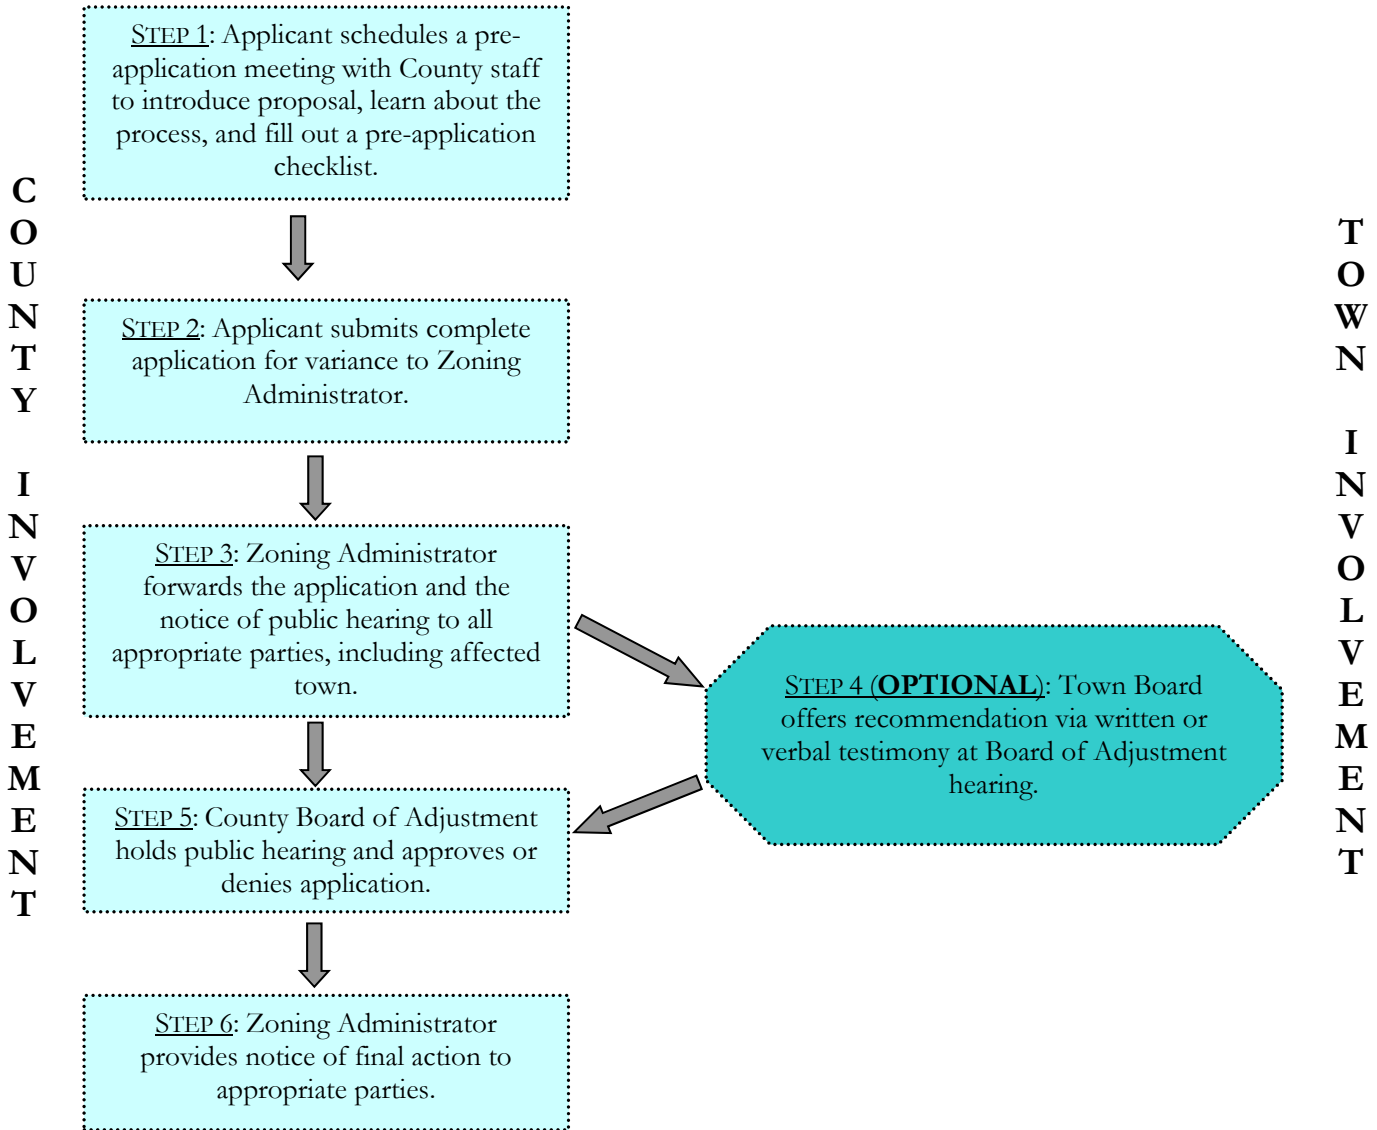 COUNTY INVOLVEMENT
STEP 1: Applicant schedules a pre-
application meeting with County staff
to introduce proposal, learn about the
process, and fill out a pre-application
checklist.
STEP 2: Applicant submits complete
application for variance to Zoning
Administrator.
STEP 3: Zoning Administrator
forwards the application and the
notice of public hearing to all
appropriate parties, including affected
town.
STEP 4 (OPTIONAL): Town Board
offers recommendation via written or
verbal testimony at Board of Adjustment
hearing.
STEP 5: County Board of Adjustment
holds public hearing and approves or
denies application.
STEP 6: Zoning Administrator
provides notice of final action to
appropriate parties.
TOWN INVOLVEMENT